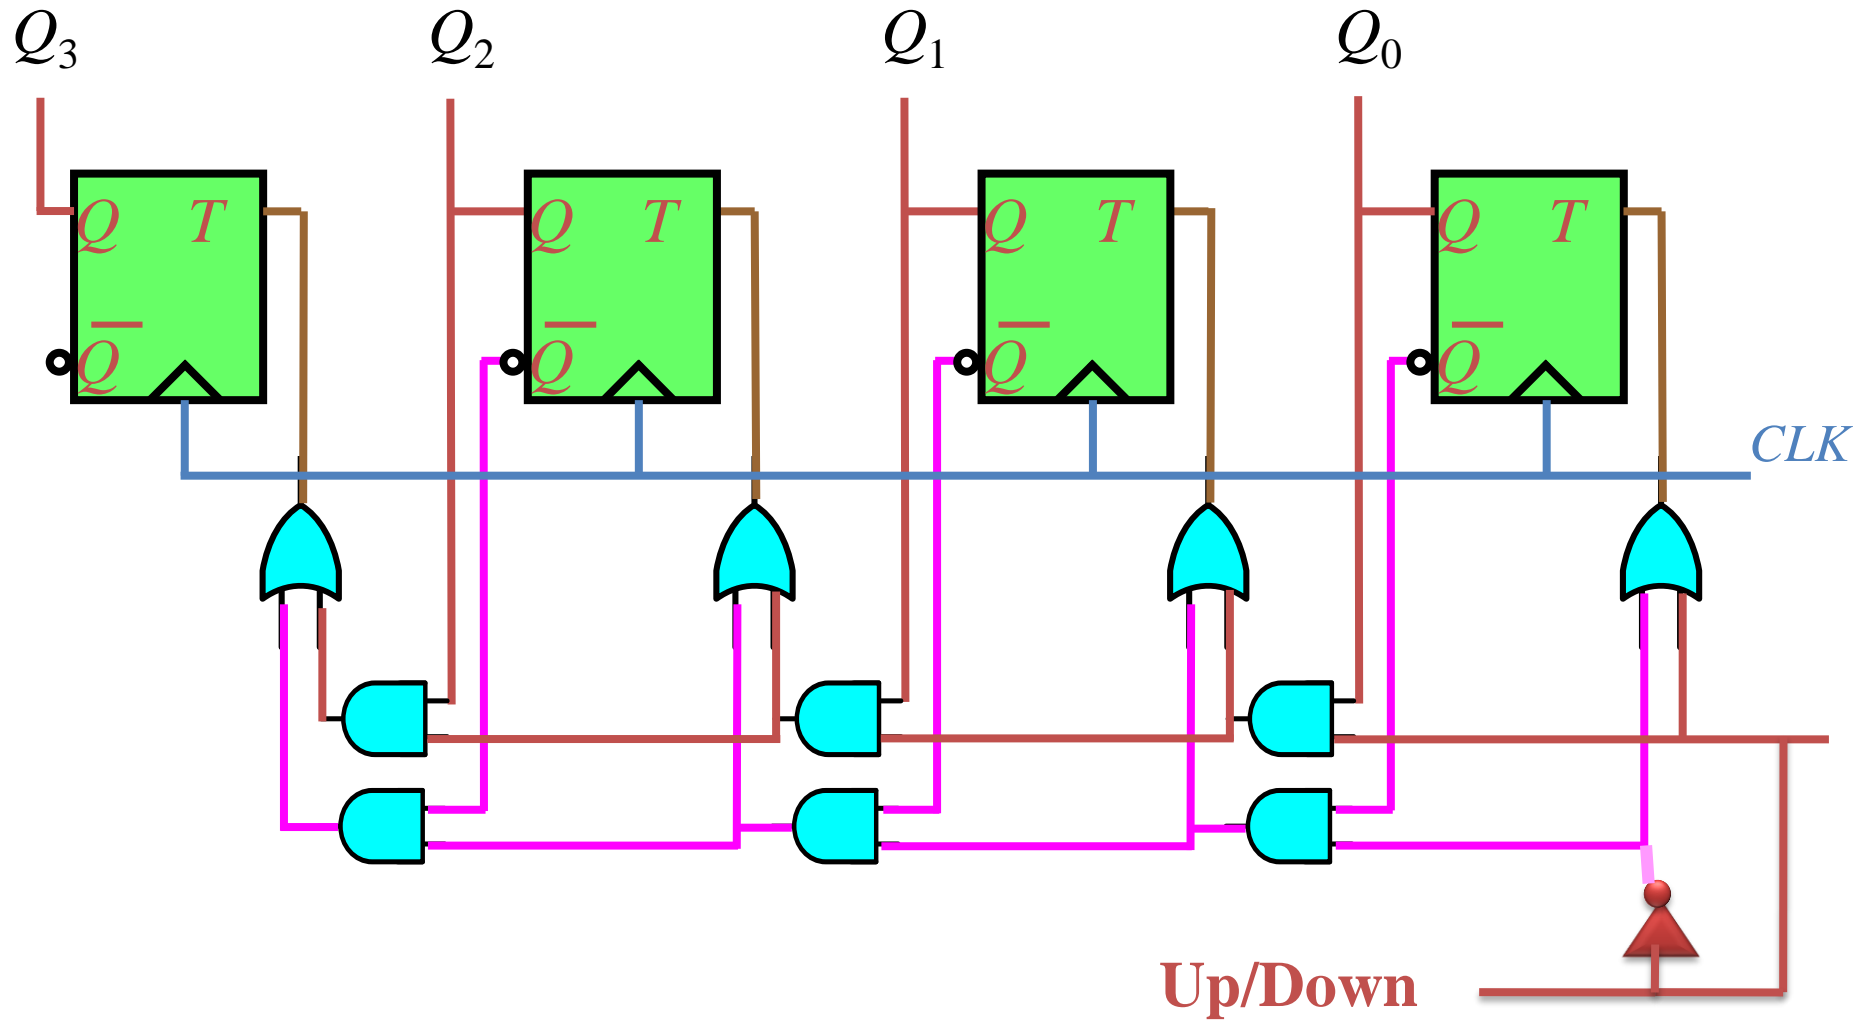 Q3 Q2 Q1 Q0
Q T Q T Q T Q T
Q̅ Q̅ Q̅ Q̅
CLK
Up/Down